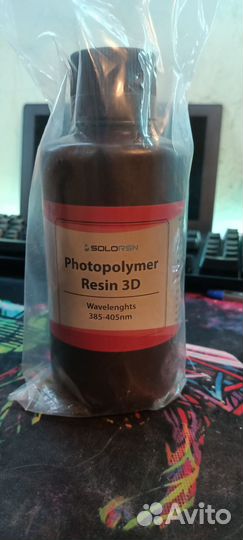 SOLORSN
Photopolymer
Resin 3D
Wavelenghts
385-405nm
Avito